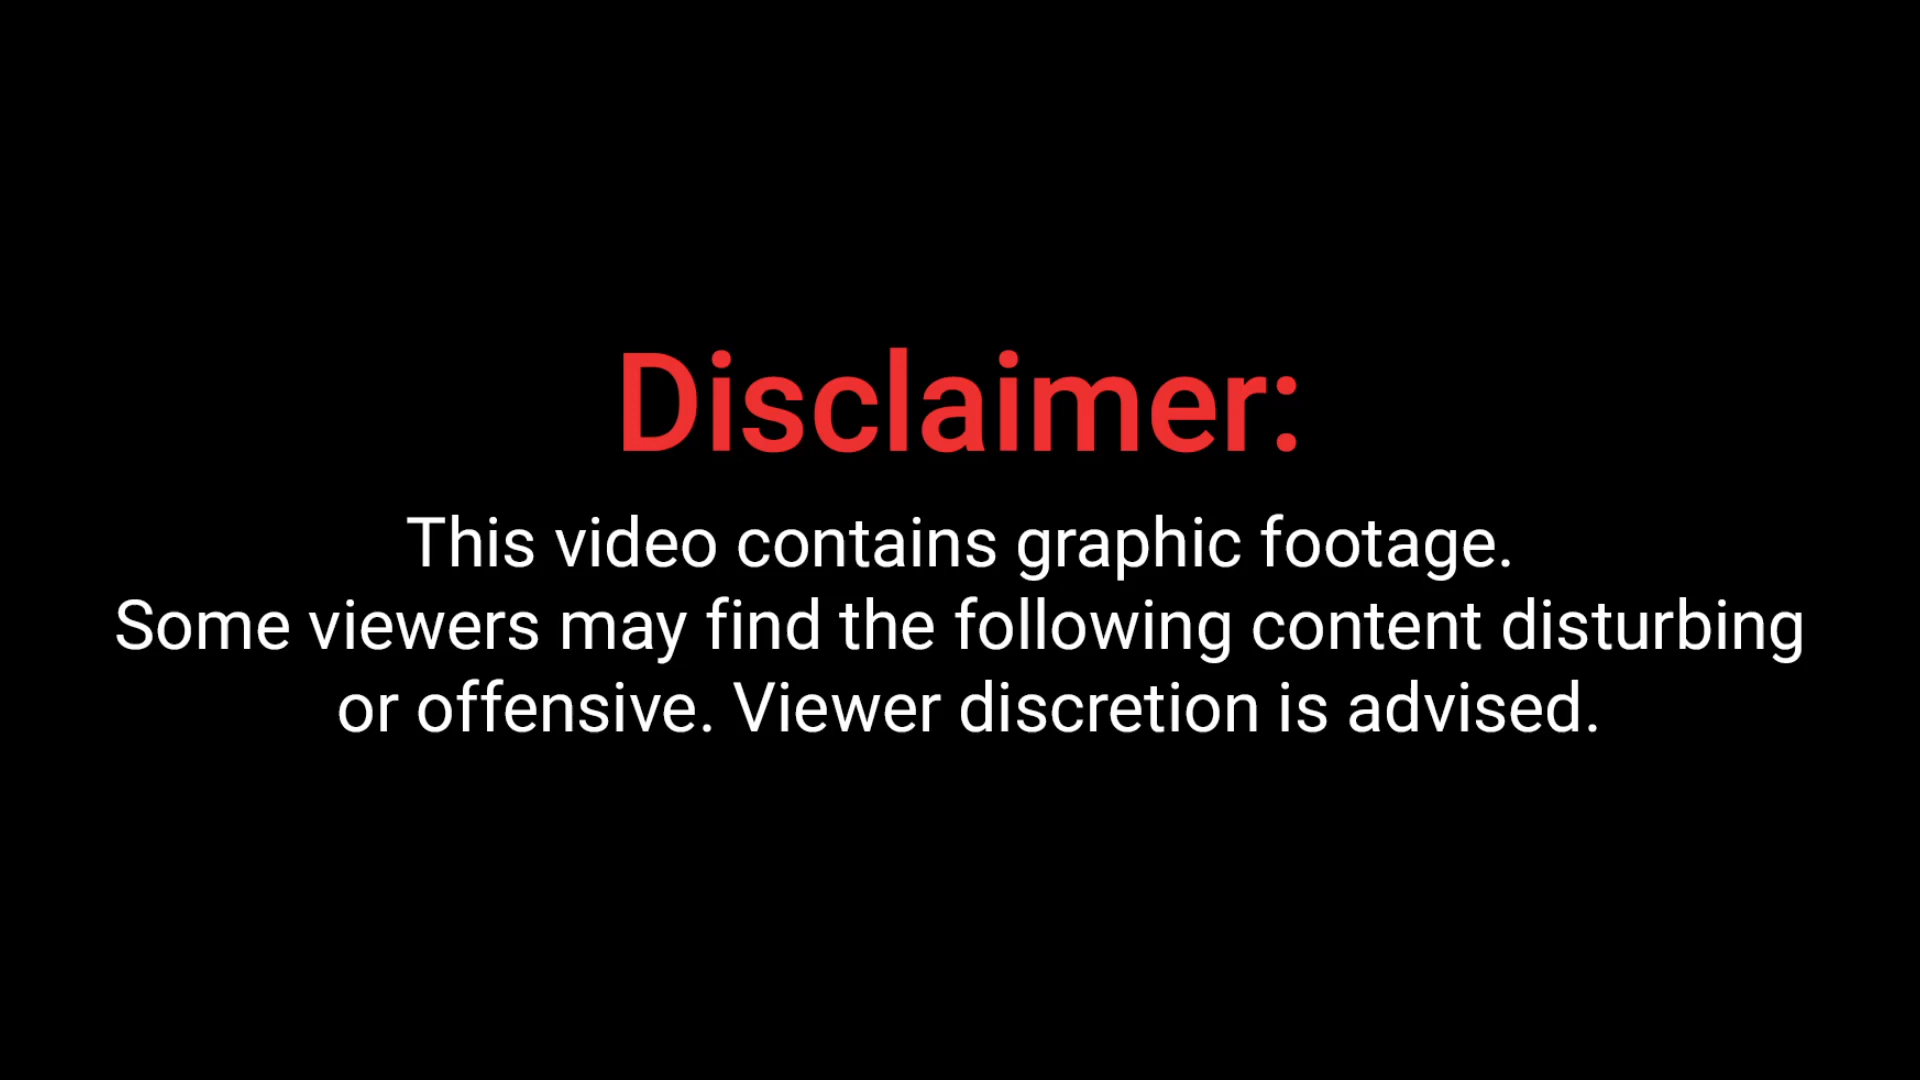 Disclaimer:
This video contains graphic footage.
Some viewers may find the following content disturbing
or offensive. Viewer discretion is advised.